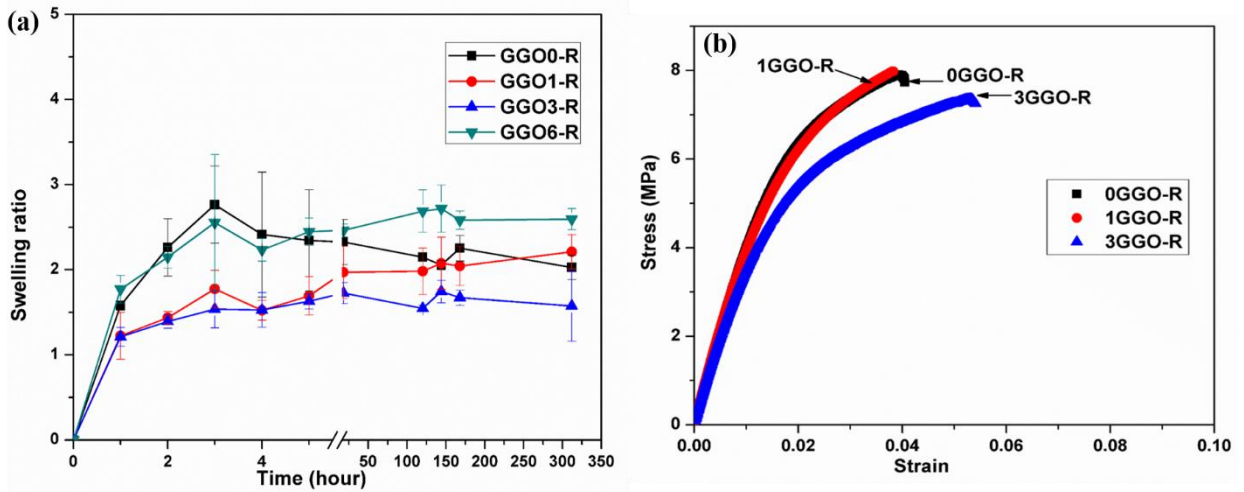 (a)
5
4
3
2
1
0
Swelling ratio
GGO0-R
GGO1-R
GGO3-R
GGO6-R
0 2 4 50 100 150 200 250 300 350
Time (hour)
(b)
8
6
4
2
0
Stress (MPa)
1GGO-R
0GGO-R
3GGO-R
0GGO-R
1GGO-R
3GGO-R
0.00 0.02 0.04 0.06 0.08 0.10
Strain